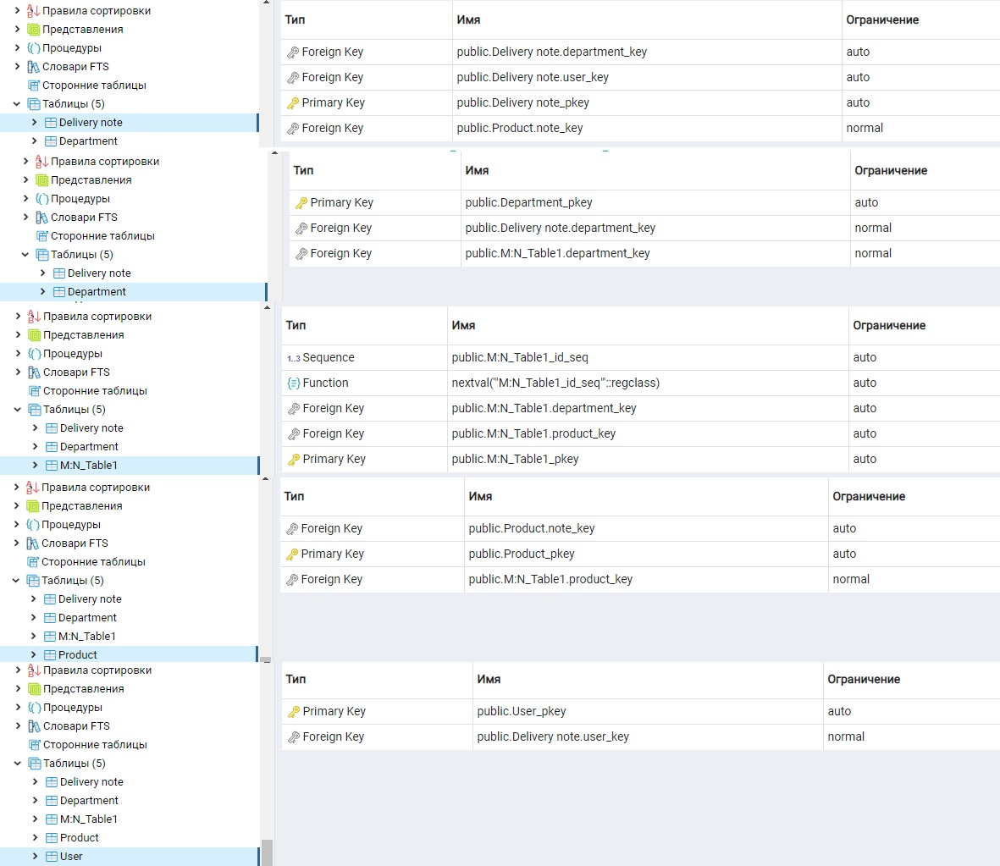 Правила сортировки
Представления
Процедуры
Словари FTS
Сторонние таблицы
Таблицы (5)
Delivery note
Department
Тип Имя Ограничение
Foreign Key public.Delivery note.department_key auto
Foreign Key public.Delivery note.user_key auto
Primary Key public.Delivery note_pkey auto
Foreign Key public.Product.note_key normal
Правила сортировки
Представления
Процедуры
Словари FTS
Сторонние таблицы
Таблицы (5)
Delivery note
Department
Тип Имя Ограничение
Primary Key public.Department_pkey auto
Foreign Key public.Delivery note.department_key normal
Foreign Key public.M:N_Table1.department_key normal
Правила сортировки
Представления
Процедуры
Словари FTS
Сторонние таблицы
Таблицы (5)
Delivery note
Department
M:N_Table1
Тип Имя Ограничение
1..3 Sequence public.M:N_Table1_id_seq auto
Function nextval('"M:N_Table1_id_seq"'::regclass) auto
Foreign Key public.M:N_Table1.department_key auto
Foreign Key public.M:N_Table1.product_key auto
Primary Key public.M:N_Table1_pkey auto
Правила сортировки
Представления
Процедуры
Словари FTS
Сторонние таблицы
Таблицы (5)
Delivery note
Department
M:N_Table1
Product
Тип Имя Ограничение
Foreign Key public.Product.note_key auto
Primary Key public.Product_pkey auto
Foreign Key public.M:N_Table1.product_key normal
Правила сортировки
Представления
Процедуры
Словари FTS
Сторонние таблицы
Таблицы (5)
Delivery note
Department
M:N_Table1
Product
User
Тип Имя Ограничение
Primary Key public.User_pkey auto
Foreign Key public.Delivery note.user_key normal